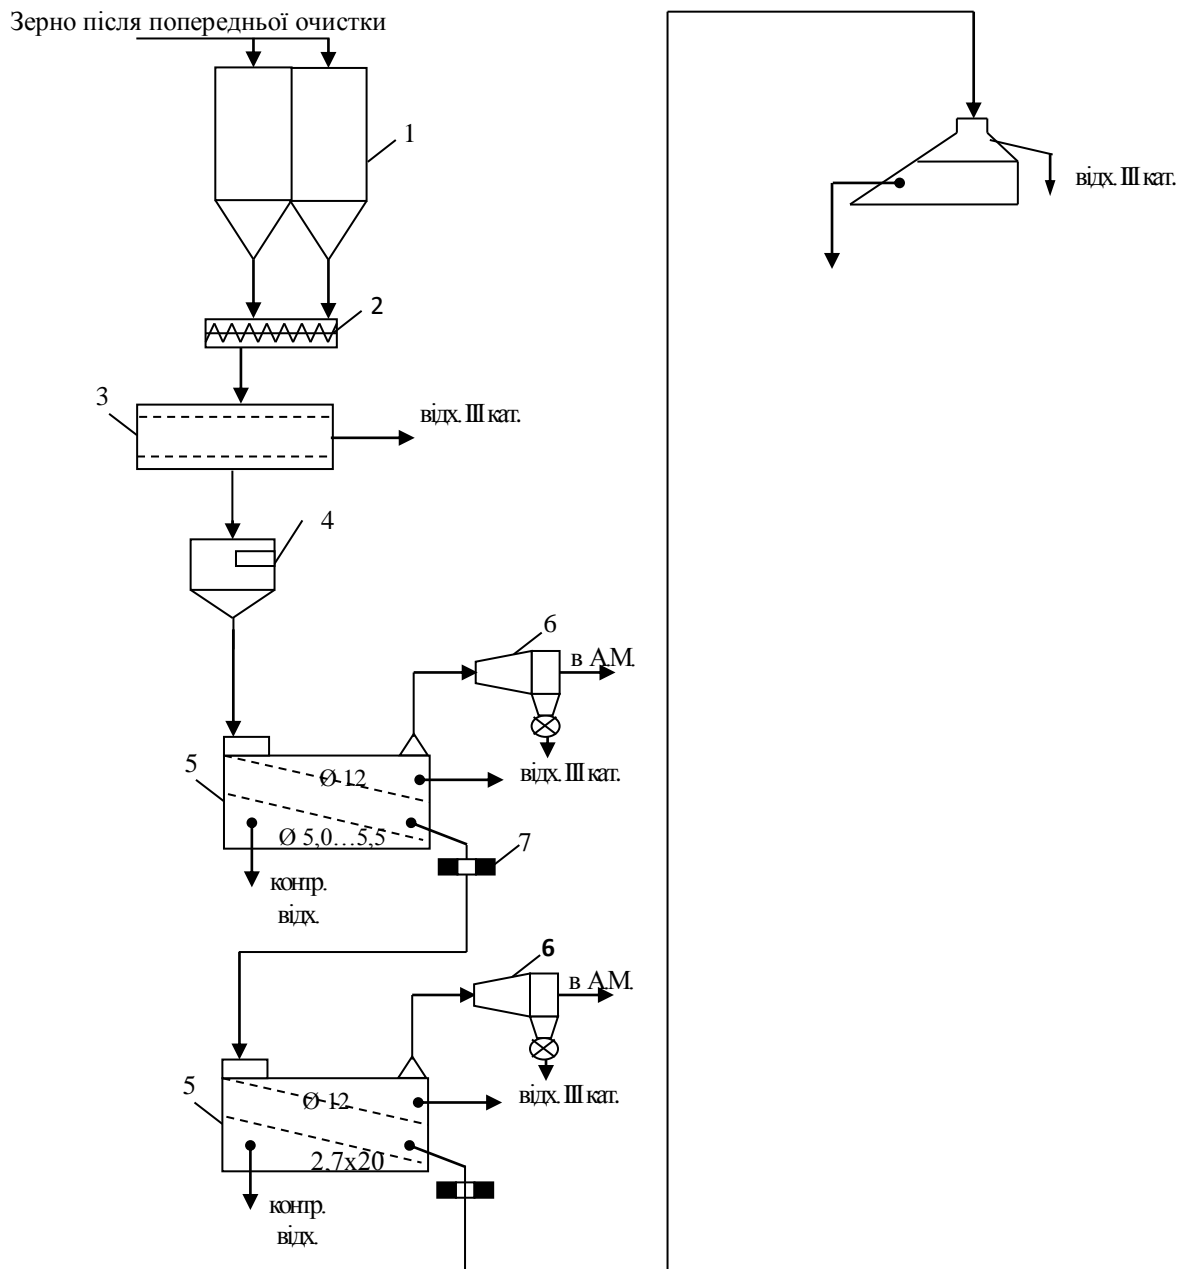 Зерно після попередньої очистки
1
2
3
відх. III кат.
4
6
в А.М.
відх. III кат.
5
Ø 12
Ø 5,0...5,5
7
контр.
відх.
6
в А.М.
відх. III кат.
5
Ø 12
2,7х20
контр.
відх.
відх. III кат.